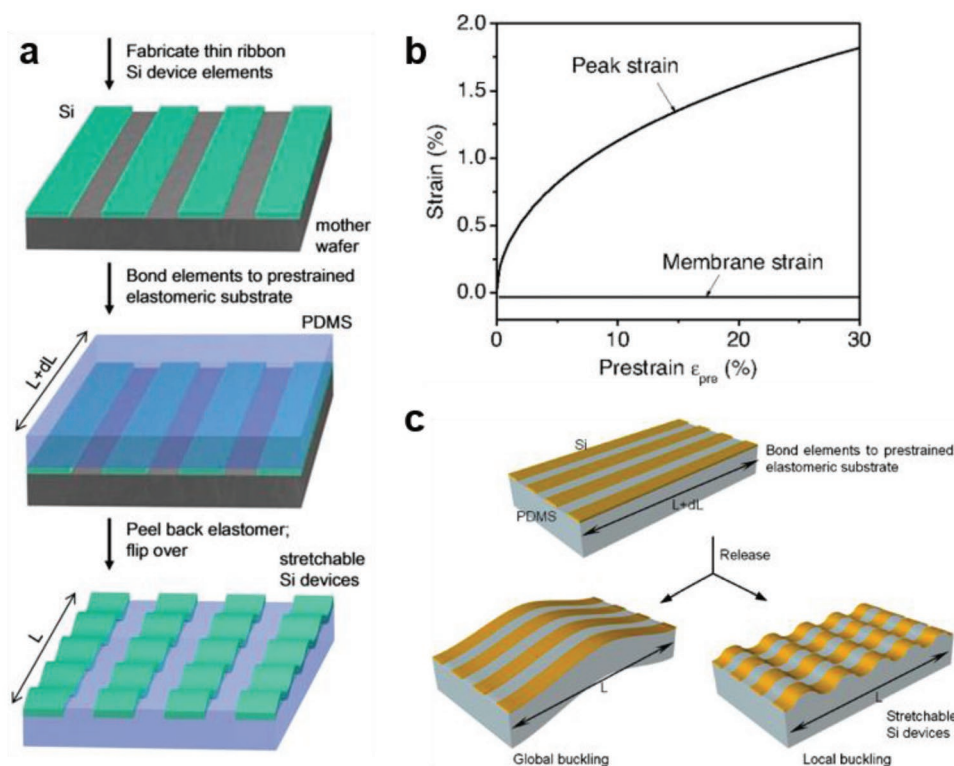 a
Fabricate thin ribbon
Si device elements
Si
mother
wafer
Bond elements to prestrained
elastomeric substrate
PDMS
L+dL
Peel back elastomer;
flip over
stretchable
Si devices
L
b
Peak strain
Membrane strain
Strain (%)
2.0
1.5
1.0
0.5
0.0
0 10 20 30
Prestrain εpre (%)
c
Si
Bond elements to prestrained
elastomeric substrate
PDMS
L+dL
Release
L
L
Stretchable
Si devices
Global buckling
Local buckling